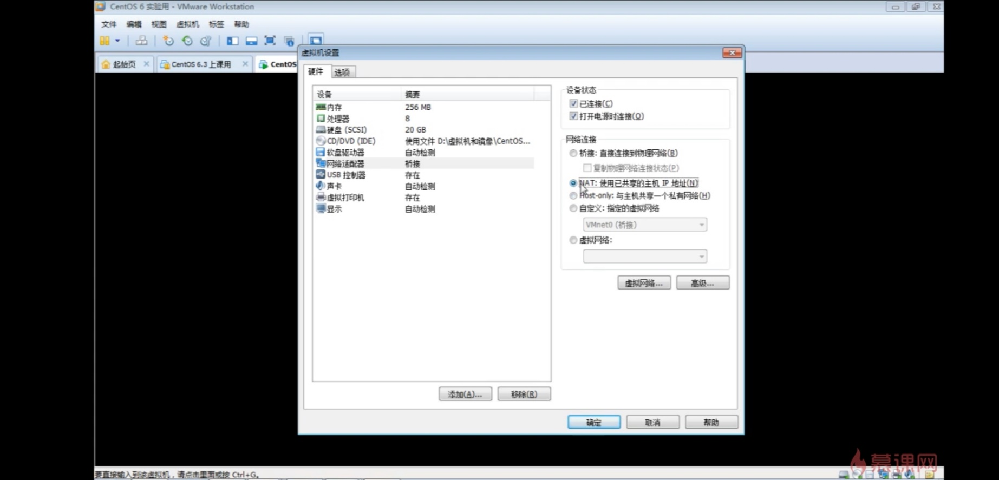 CentOS 6 实验用 - VMware Workstation
文件 编辑 视图 虚拟机 标签 帮助
起始页 CentOS 6.3 上课用 CentOS
虚拟机设置
硬件 选项
设备 摘要
内存 256 MB
处理器 8
硬盘 (SCSI) 20 GB
CD/DVD (IDE) 使用文件 D:\虚拟机和镜像\CentOS...
软盘驱动器 自动检测
网络适配器 桥接
USB 控制器 存在
声卡 自动检测
虚拟打印机 存在
显示 自动检测
添加(A)... 移除(R)
设备状态
已连接(C)
打开电源时连接(O)
网络连接
桥接: 直接连接到物理网络(B)
复制物理网络连接状态(P)
NAT: 使用已共享的主机 IP 地址(N)
Host-only: 与主机共享一个私有网络(H)
自定义: 指定的虚拟网络
VMnet0 (桥接)
虚拟网络:
虚拟网络... 高级...
确定 取消 帮助
要直接输入到该虚拟机，请点击里面或按 Ctrl+G。
慕课网